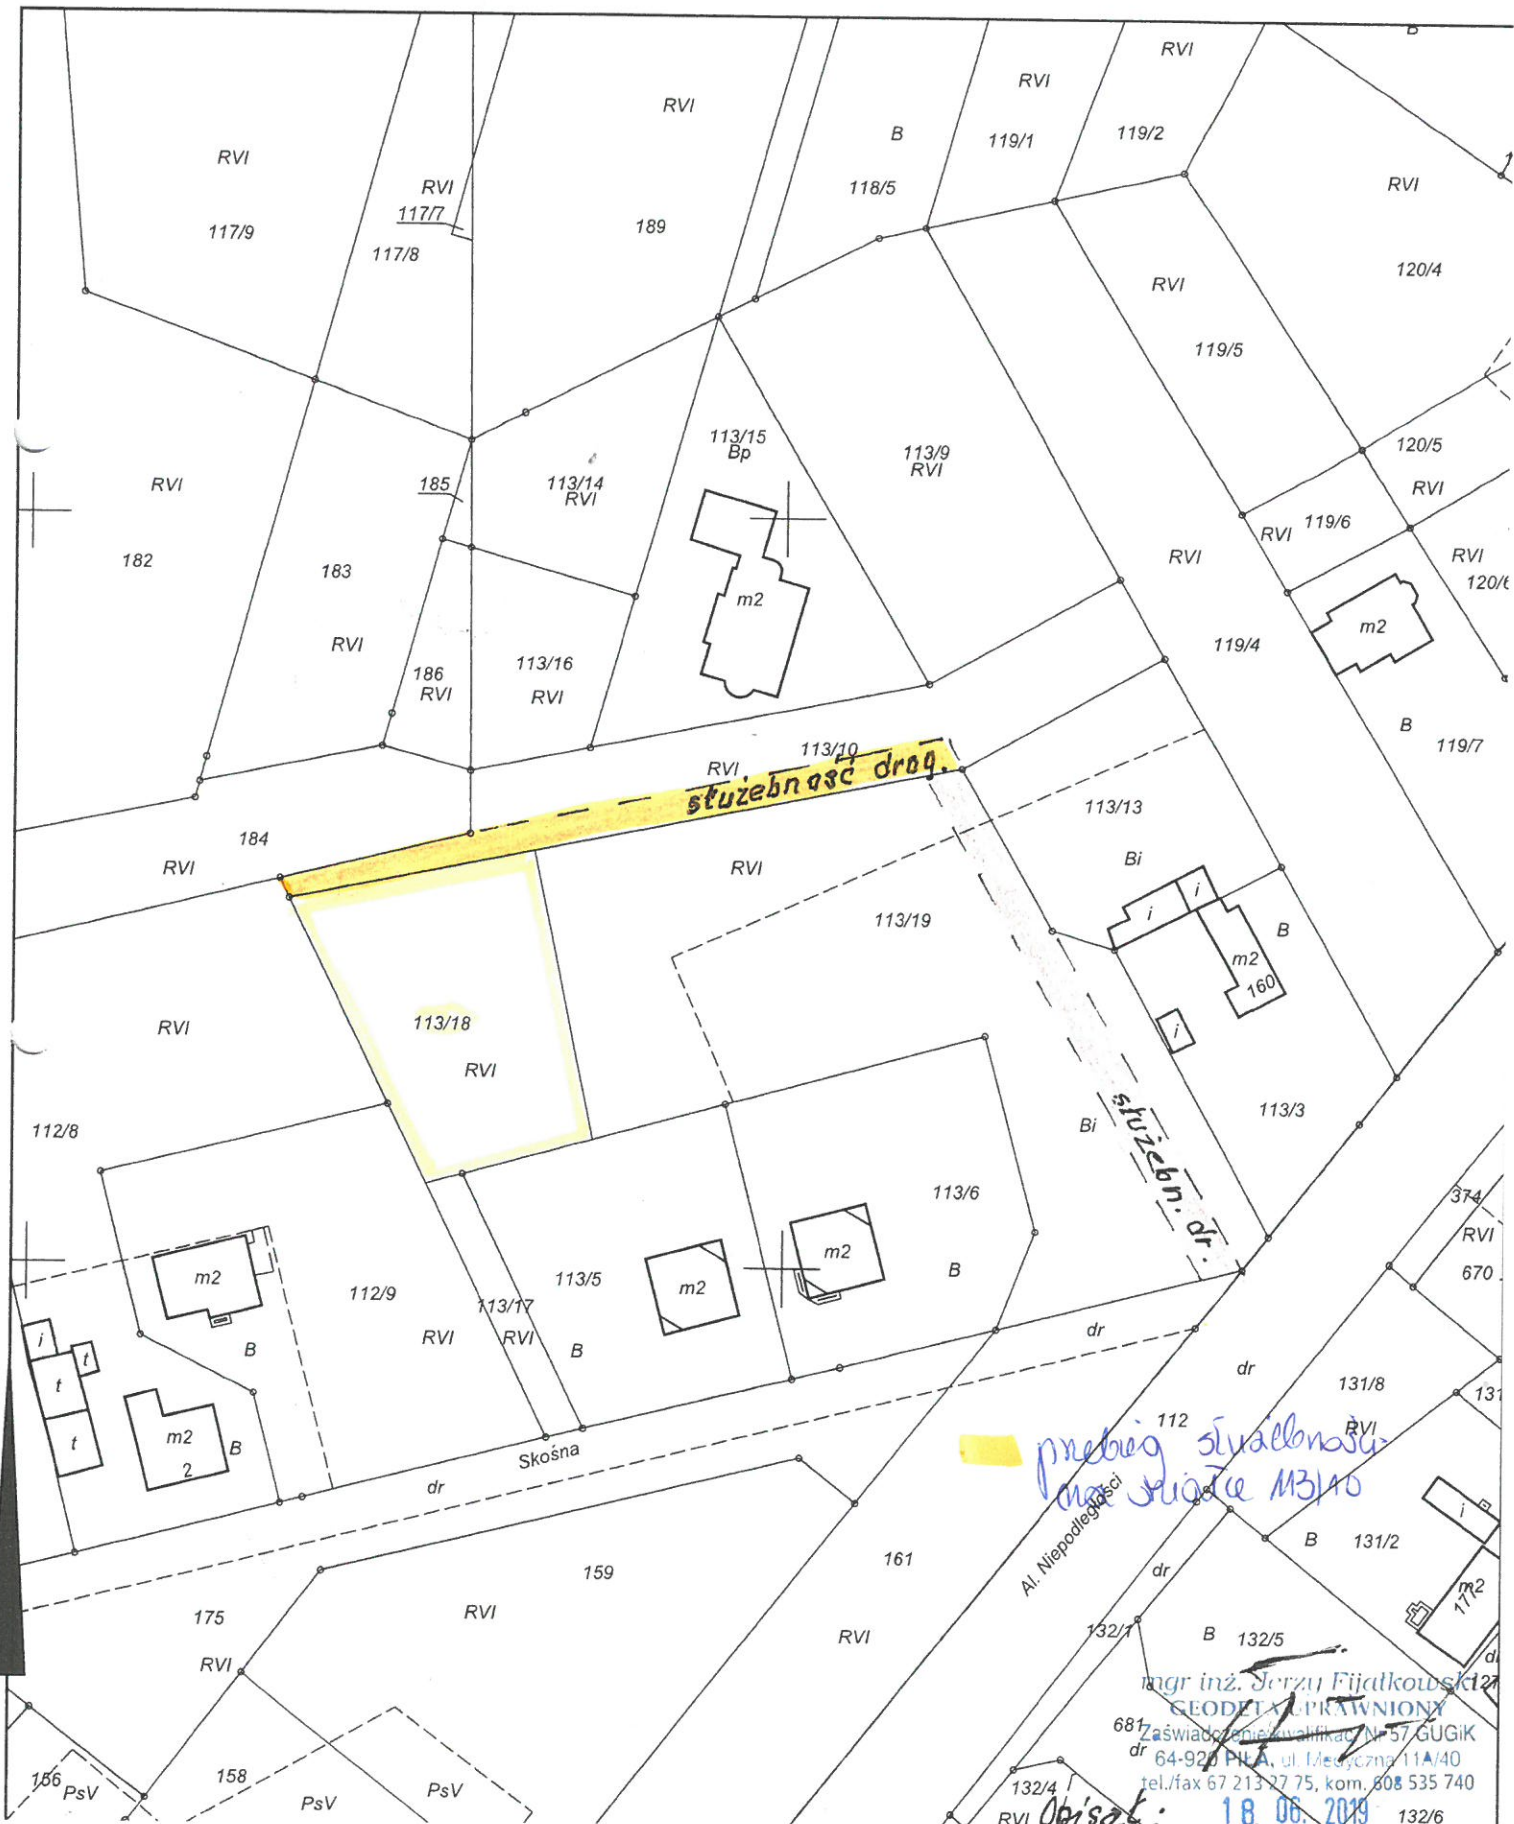 B
RVI
RVI
119/2
RVI
B
119/1
RVI
118/5
RVI
117/7
RVI
117/9
117/8
189
RVI
120/4
119/5
113/15
Bp
113/9
RVI
120/5
RVI
RVI
185
113/14
RVI
RVI 119/6
182
183
RVI
RVI
m2
m2
119/4
RVI
186
RVI
113/16
RVI
B
119/7
113/10
RVI
służebność drog.
113/13
184
RVI
RVI
Bi
i
i
113/19
B
m2
160
i
RVI
113/18
RVI
112/8
113/3
Bi
służebn. dr.
113/6
374
RVI
670
m2
m2
m2
B
113/5
112/9
113/17
RVI
RVI
B
B
i
t
t
t
m2
2
B
dr
dr
131/8
RVI
112
Skośna
dr
przebieg służebności
na działce 113/10
Al. Niepodległości
i
B
131/2
m2
177
159
161
RVI
RVI
dr
175
RVI
132/1
B
132/5
mgr inż. Jerzy Fijałkowski
GEODETA UPRAWNIONY
Zaświadczenie kwalifikac. Nr 57 GUGiK
64-920 PIŁA, ul. Medyczna 11A/40
tel./fax 67 213 27 75, kom. 608 535 740
18 06. 2019
681
dr
156
PsV
158
PsV
PsV
132/4
RVI
132/6